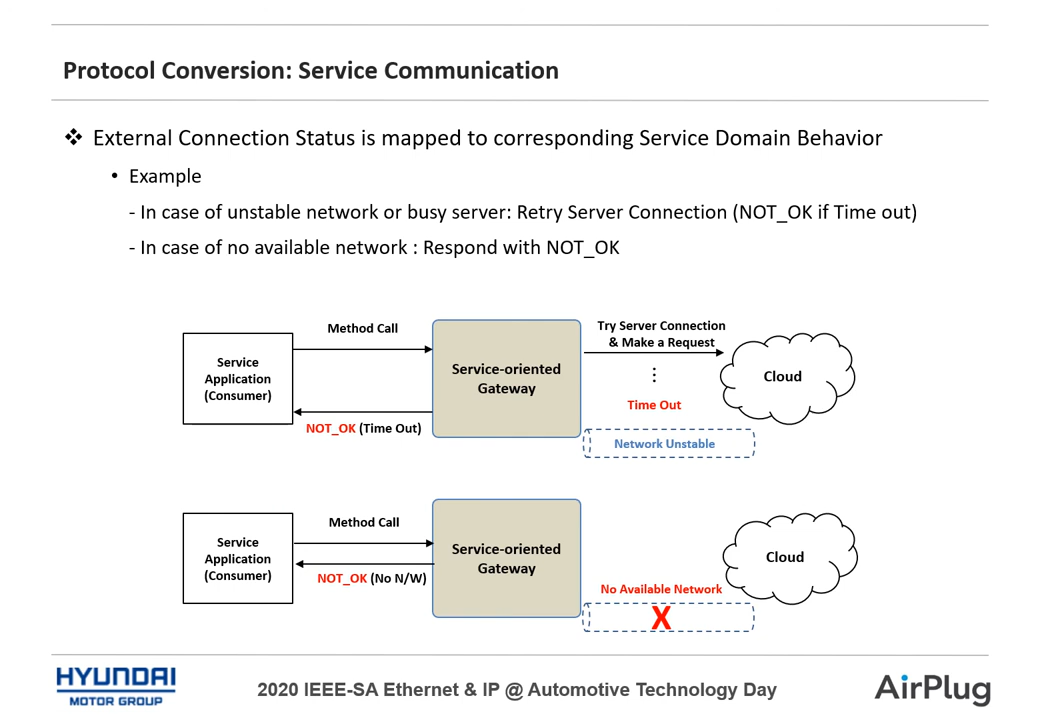 Protocol Conversion: Service Communication
❖ External Connection Status is mapped to corresponding Service Domain Behavior
• Example
- In case of unstable network or busy server: Retry Server Connection (NOT_OK if Time out)
- In case of no available network : Respond with NOT_OK
Service
Application
(Consumer)
Method Call
NOT_OK (Time Out)
Service-oriented
Gateway
Try Server Connection
& Make a Request
⋮
Time Out
Network Unstable
Cloud
Service
Application
(Consumer)
Method Call
NOT_OK (No N/W)
Service-oriented
Gateway
No Available Network
X
Cloud
HYUNDAI
MOTOR GROUP
2020 IEEE-SA Ethernet & IP @ Automotive Technology Day
AirPlug